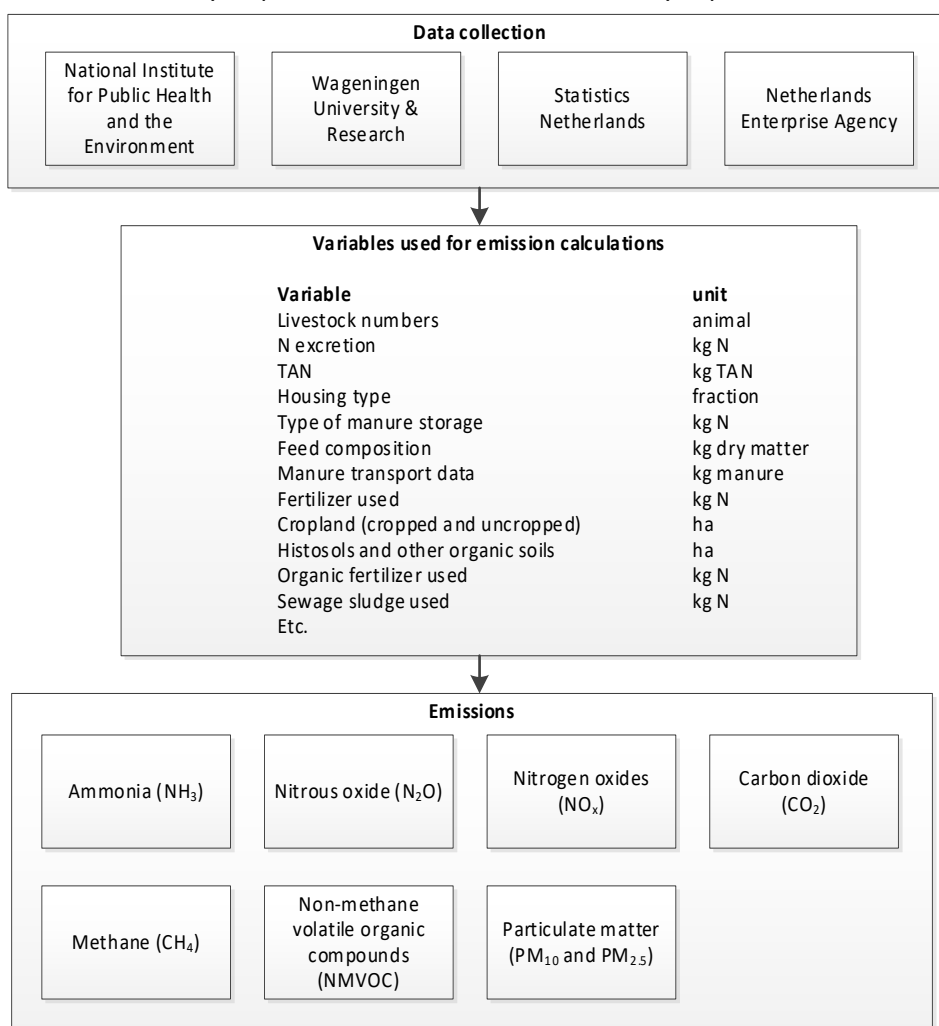 Data collection
National Institute
for Public Health
and the
Environment
Wageningen
University &
Research
Statistics
Netherlands
Netherlands
Enterprise Agency
Variables used for emission calculations
Variable unit
Livestock numbers animal
N excretion kg N
TAN kg TAN
Housing type fraction
Type of manure storage kg N
Feed composition kg dry matter
Manure transport data kg manure
Fertilizer used kg N
Cropland (cropped and uncropped) ha
Histosols and other organic soils ha
Organic fertilizer used kg N
Sewage sludge used kg N
Etc.
Emissions
Ammonia (NH₃)
Nitrous oxide (N₂O)
Nitrogen oxides
(NOₓ)
Carbon dioxide
(CO₂)
Methane (CH₄)
Non-methane
volatile organic
compounds
(NMVOC)
Particulate matter
(PM₁₀ and PM₂.₅)